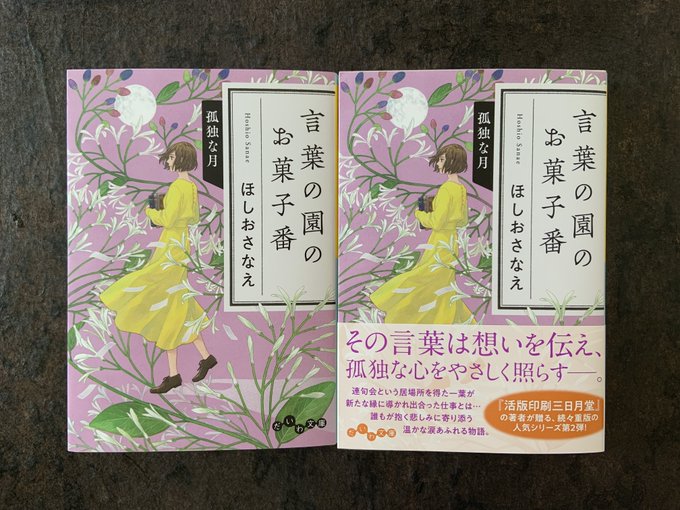 言葉の園の
お菓子番
孤独な月
Hoshio Sanae
ほしおさなえ
だいわ文庫
言葉の園の
お菓子番
孤独な月
Hoshio Sanae
ほしおさなえ
その言葉は想いを伝え、
孤独な心をやさしく照らす──。
連句会という居場所を得た一葉が
新たな縁に導かれ出合った仕事とは…
誰もが抱く悲しみに寄り添う
温かな涙あふれる物語。
『活版印刷三日月堂』
の著者が贈る、続々重版の
人気シリーズ第2弾!
だいわ文庫